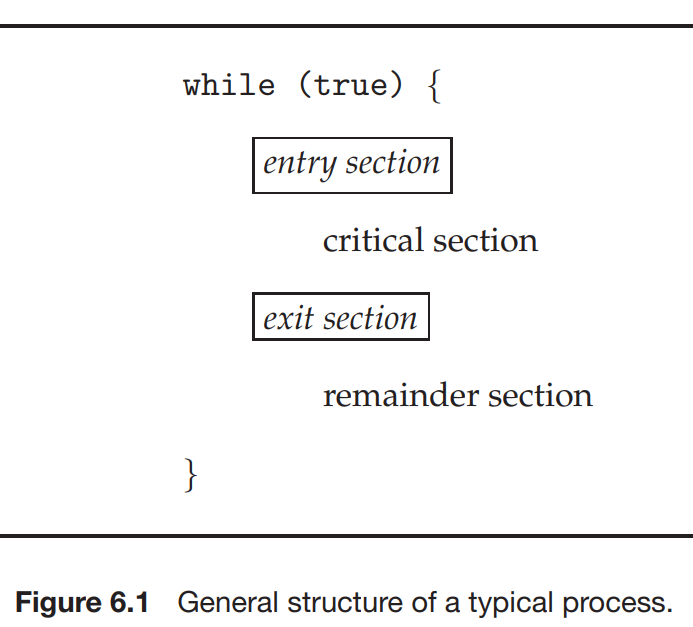 while (true) {
entry section
critical section
exit section
remainder section
}
Figure 6.1 General structure of a typical process.